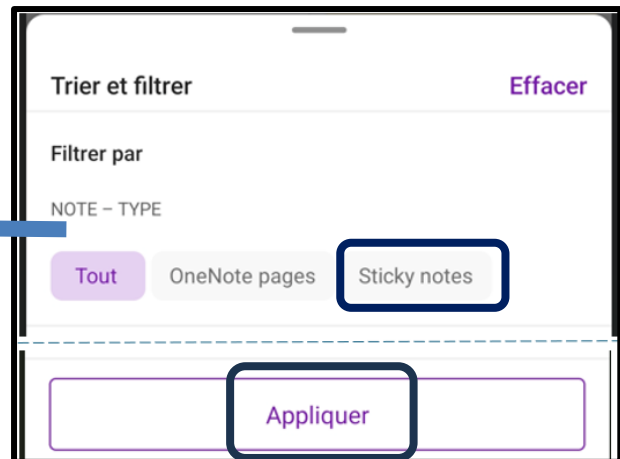 Trier et filtrer Effacer
Filtrer par
NOTE – TYPE
Tout OneNote pages Sticky notes
Appliquer